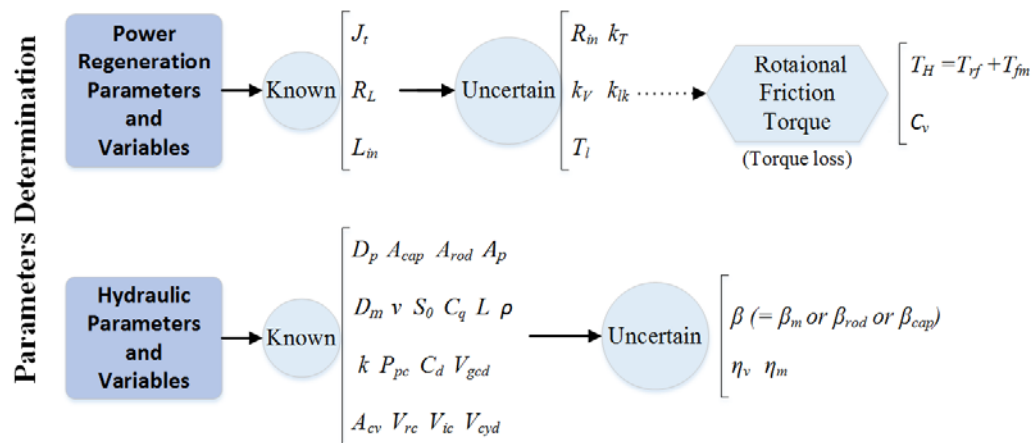 Parameters Determination
Power
Regeneration
Parameters
and
Variables
Known
J_t
R_L
L_in
Uncertain
R_in k_T
k_V k_lk
T_l
Rotaional
Friction
Torque
(Torque loss)
T_H =T_rf + T_fm
C_v
Hydraulic
Parameters
and
Variables
Known
D_p A_cap A_rod A_p
D_m v S_0 C_q L ρ
k P_pc C_d V_gcd
A_cv V_rc V_ic V_cyd
Uncertain
β (= β_m or β_rod or β_cap)
η_v η_m